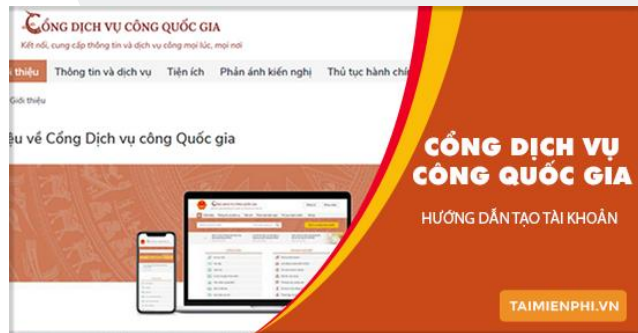 CỔNG DỊCH VỤ CÔNG QUỐC GIA
Kết nối, cung cấp thông tin và dịch vụ công mọi lúc, mọi nơi
thiệu Thông tin và dịch vụ Tiện ích Phản ánh kiến nghị Thủ tục hành chí
Giới thiệu
ệu về Cổng Dịch vụ công Quốc gia
CỔNG DỊCH VỤ
CÔNG QUỐC GIA
HƯỚNG DẪN TẠO TÀI KHOẢN
TAIMIENPHI.VN